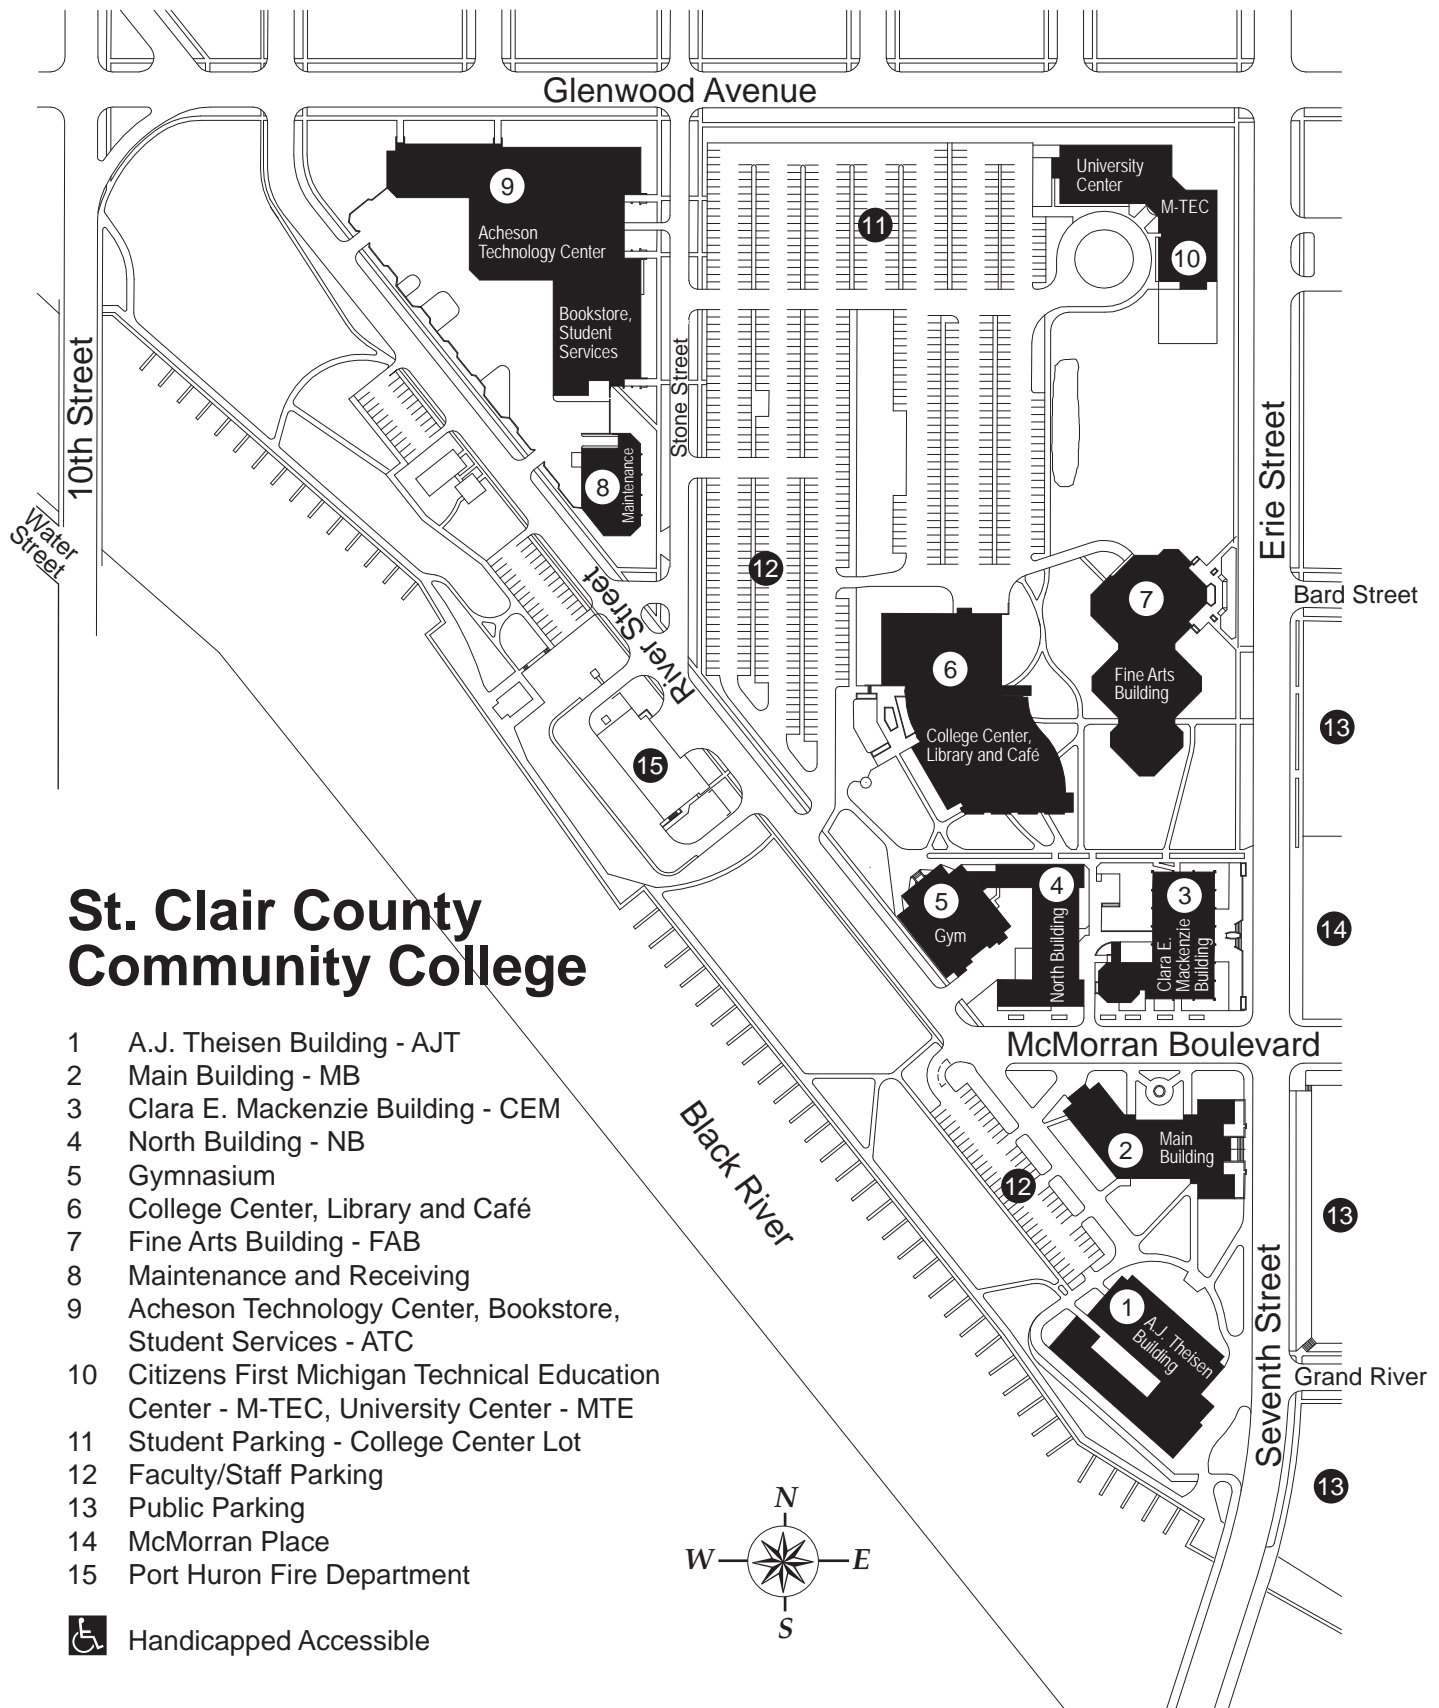 Glenwood Avenue
9
Acheson
Technology Center
Bookstore,
Student
Services
11
University
Center
M-TEC
10
10th Street
Stone Street
Erie Street
8
Maintenance
Water
Street
12
River Street
7
Fine Arts
Building
Bard Street
6
College Center,
Library and Café
13
15
5
Gym
4
North Building
3
Clara E.
Mackenzie
Building
14
McMorran Boulevard
St. Clair County
Community College
1 A.J. Theisen Building - AJT
2 Main Building - MB
3 Clara E. Mackenzie Building - CEM
4 North Building - NB
5 Gymnasium
6 College Center, Library and Café
7 Fine Arts Building - FAB
8 Maintenance and Receiving
9 Acheson Technology Center, Bookstore,
Student Services - ATC
10 Citizens First Michigan Technical Education
Center - M-TEC, University Center - MTE
11 Student Parking - College Center Lot
12 Faculty/Staff Parking
13 Public Parking
14 McMorran Place
15 Port Huron Fire Department
Handicapped Accessible
Black River
2
Main
Building
12
13
1
A.J. Theisen
Building
Seventh Street
Grand River
13
N
W E
S